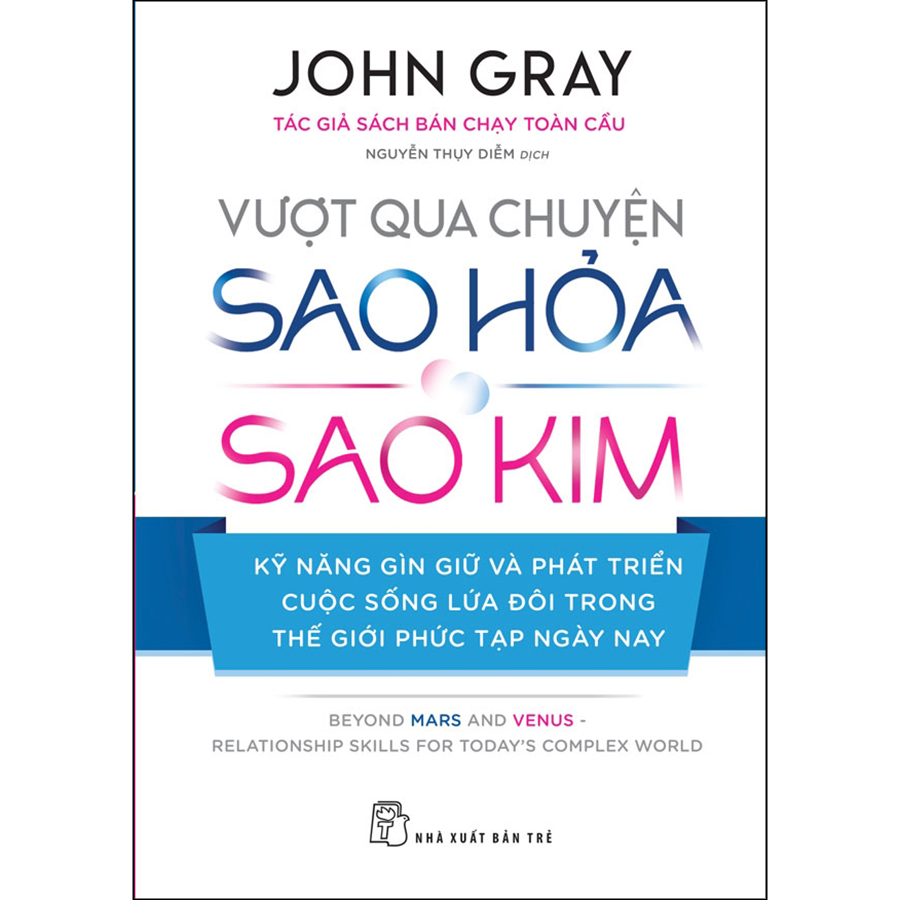 JOHN GRAY
TÁC GIẢ SÁCH BÁN CHẠY TOÀN CẦU
NGUYỄN THỤY DIỄM DỊCH
VƯỢT QUA CHUYỆN
SAO HỎA
SAO KIM
KỸ NĂNG GÌN GIỮ VÀ PHÁT TRIỂN
CUỘC SỐNG LỨA ĐÔI TRONG
THẾ GIỚI PHỨC TẠP NGÀY NAY
BEYOND MARS AND VENUS -
RELATIONSHIP SKILLS FOR TODAY'S COMPLEX WORLD
T
NHÀ XUẤT BẢN TRẺ